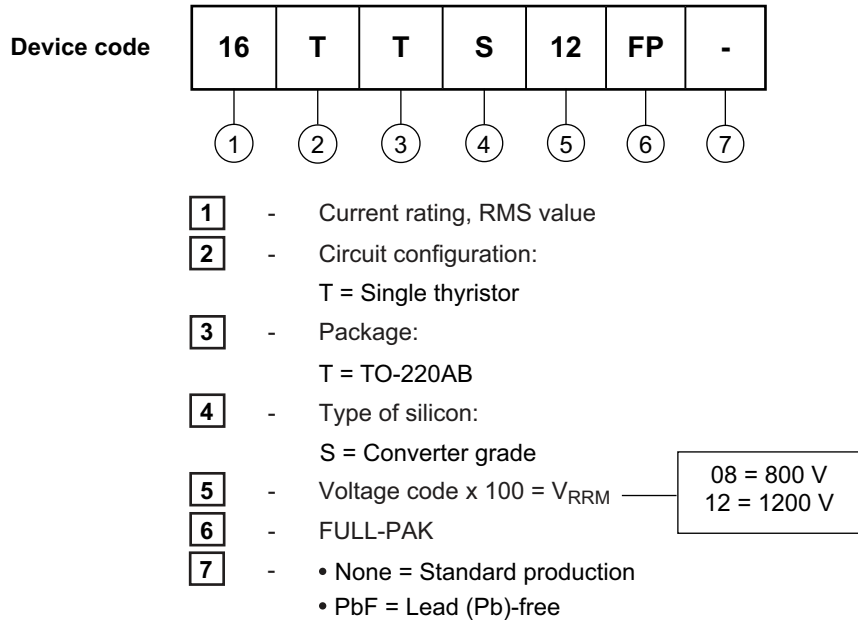 Device code 16 T T S 12 FP -
1 2 3 4 5 6 7
1 - Current rating, RMS value
2 - Circuit configuration:
T = Single thyristor
3 - Package:
T = TO-220AB
4 - Type of silicon:
S = Converter grade
5 - Voltage code x 100 = VRRM
08 = 800 V
12 = 1200 V
6 - FULL-PAK
7 - • None = Standard production
• PbF = Lead (Pb)-free